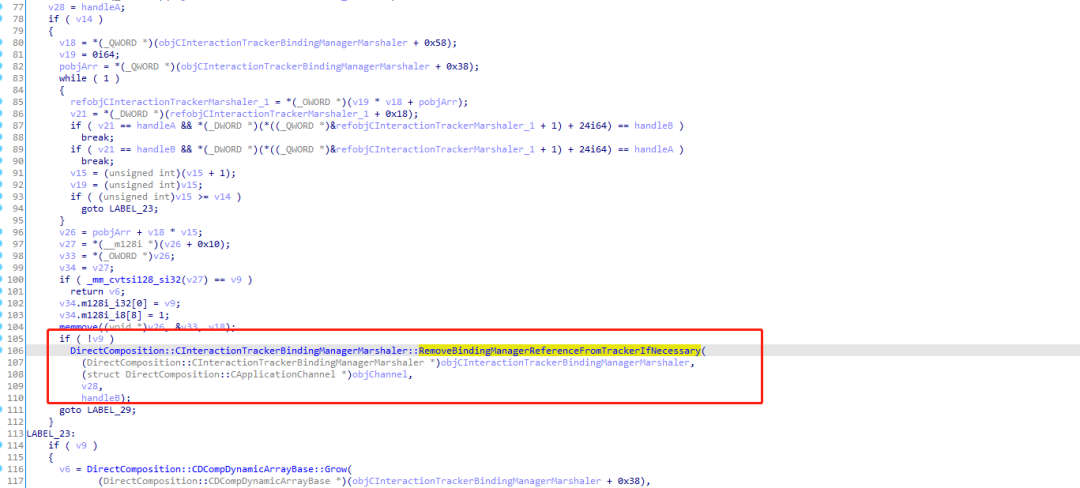 77 v28 = handleA;
78 if ( v14 )
79 {
80 v18 = *(_QWORD *)(objCInteractionTrackerBindingManagerMarshaler + 0x58);
81 v19 = 0i64;
82 pobjArr = *(_QWORD *)(objCInteractionTrackerBindingManagerMarshaler + 0x38);
83 while ( 1 )
84 {
85 refobjCInteractionTrackerMarshaler_1 = *(_OWORD *)(v19 * v18 + pobjArr);
86 v21 = *(_DWORD *)(refobjCInteractionTrackerMarshaler_1 + 0x18);
87 if ( v21 == handleA && *(_DWORD *)(*((_QWORD *)&refobjCInteractionTrackerMarshaler_1 + 1) + 24i64) == handleB )
88 break;
89 if ( v21 == handleB && *(_DWORD *)(*((_QWORD *)&refobjCInteractionTrackerMarshaler_1 + 1) + 24i64) == handleA )
90 break;
91 v15 = (unsigned int)(v15 + 1);
92 v19 = (unsigned int)v15;
93 if ( (unsigned int)v15 >= v14 )
94 goto LABEL_23;
95 }
96 v26 = pobjArr + v18 * v15;
97 v27 = *(__m128i *)(v26 + 0x10);
98 v33 = *(_OWORD *)v26;
99 v34 = v27;
100 if ( _mm_cvtsi128_si32(v27) == v9 )
101 return v6;
102 v34.m128i_i32[0] = v9;
103 v34.m128i_i8[8] = 1;
104 memmove((void *)v26, &v33, v18);
105 if ( !v9 )
106 DirectComposition::CInteractionTrackerBindingManagerMarshaler::RemoveBindingManagerReferenceFromTrackerIfNecessary(
107 (DirectComposition::CInteractionTrackerBindingManagerMarshaler *)objCInteractionTrackerBindingManagerMarshaler,
108 (struct DirectComposition::CApplicationChannel *)objChannel,
109 v28,
110 handleB);
111 goto LABEL_29;
112 }
113 LABEL_23:
114 if ( v9 )
115 {
116 v6 = DirectComposition::CDCompDynamicArrayBase::Grow(
117 (DirectComposition::CDCompDynamicArrayBase *)(objCInteractionTrackerBindingManagerMarshaler + 0x38),